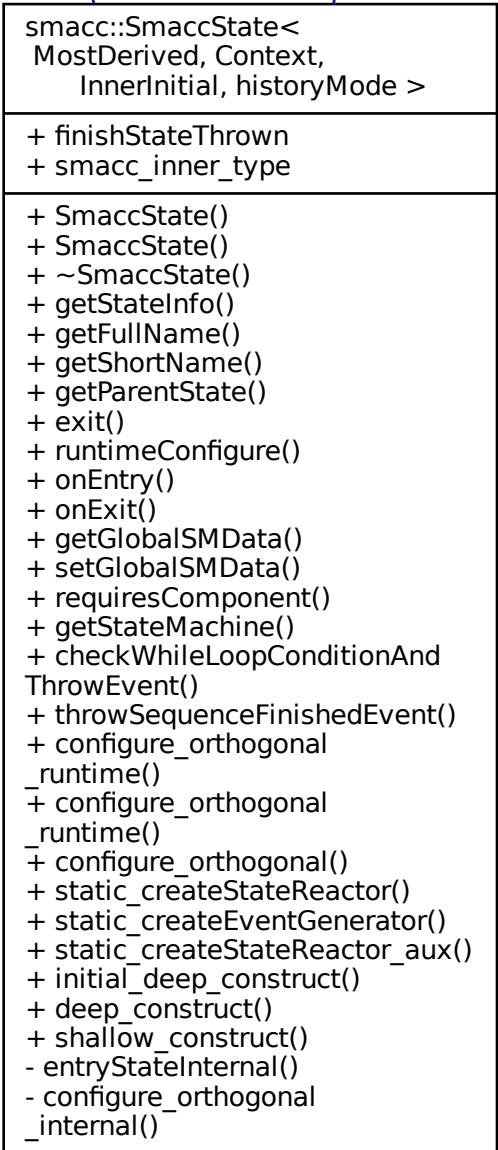 smacc::SmaccState<
MostDerived, Context,
InnerInitial, historyMode >
+ finishStateThrown
+ smacc_inner_type
+ SmaccState()
+ SmaccState()
+ ~SmaccState()
+ getStateInfo()
+ getFullName()
+ getShortName()
+ getParentState()
+ exit()
+ runtimeConfigure()
+ onEntry()
+ onExit()
+ getGlobalSMData()
+ setGlobalSMData()
+ requiresComponent()
+ getStateMachine()
+ checkWhileLoopConditionAnd
ThrowEvent()
+ throwSequenceFinishedEvent()
+ configure_orthogonal
_runtime()
+ configure_orthogonal
_runtime()
+ configure_orthogonal()
+ static_createStateReactor()
+ static_createEventGenerator()
+ static_createStateReactor_aux()
+ initial_deep_construct()
+ deep_construct()
+ shallow_construct()
- entryStateInternal()
- configure_orthogonal
_internal()